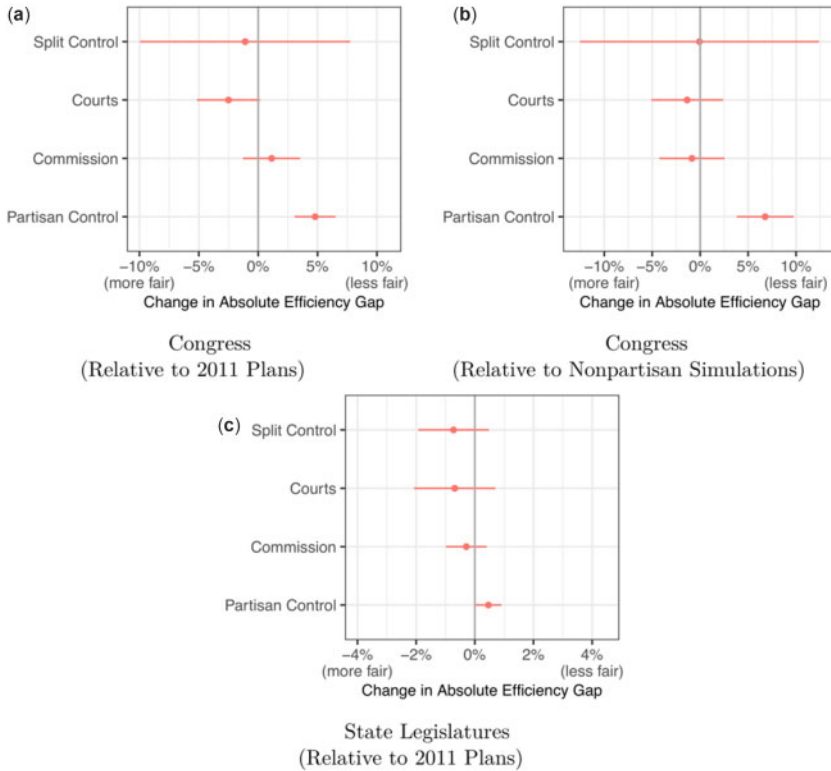 (a)
Split Control
Courts
Commission
Partisan Control
−10% −5% 0% 5% 10%
(more fair) (less fair)
Change in Absolute Efficiency Gap
Congress
(Relative to 2011 Plans)
(b)
Split Control
Courts
Commission
Partisan Control
−10% −5% 0% 5% 10%
(more fair) (less fair)
Change in Absolute Efficiency Gap
Congress
(Relative to Nonpartisan Simulations)
(c)
Split Control
Courts
Commission
Partisan Control
−4% −2% 0% 2% 4%
(more fair) (less fair)
Change in Absolute Efficiency Gap
State Legislatures
(Relative to 2011 Plans)